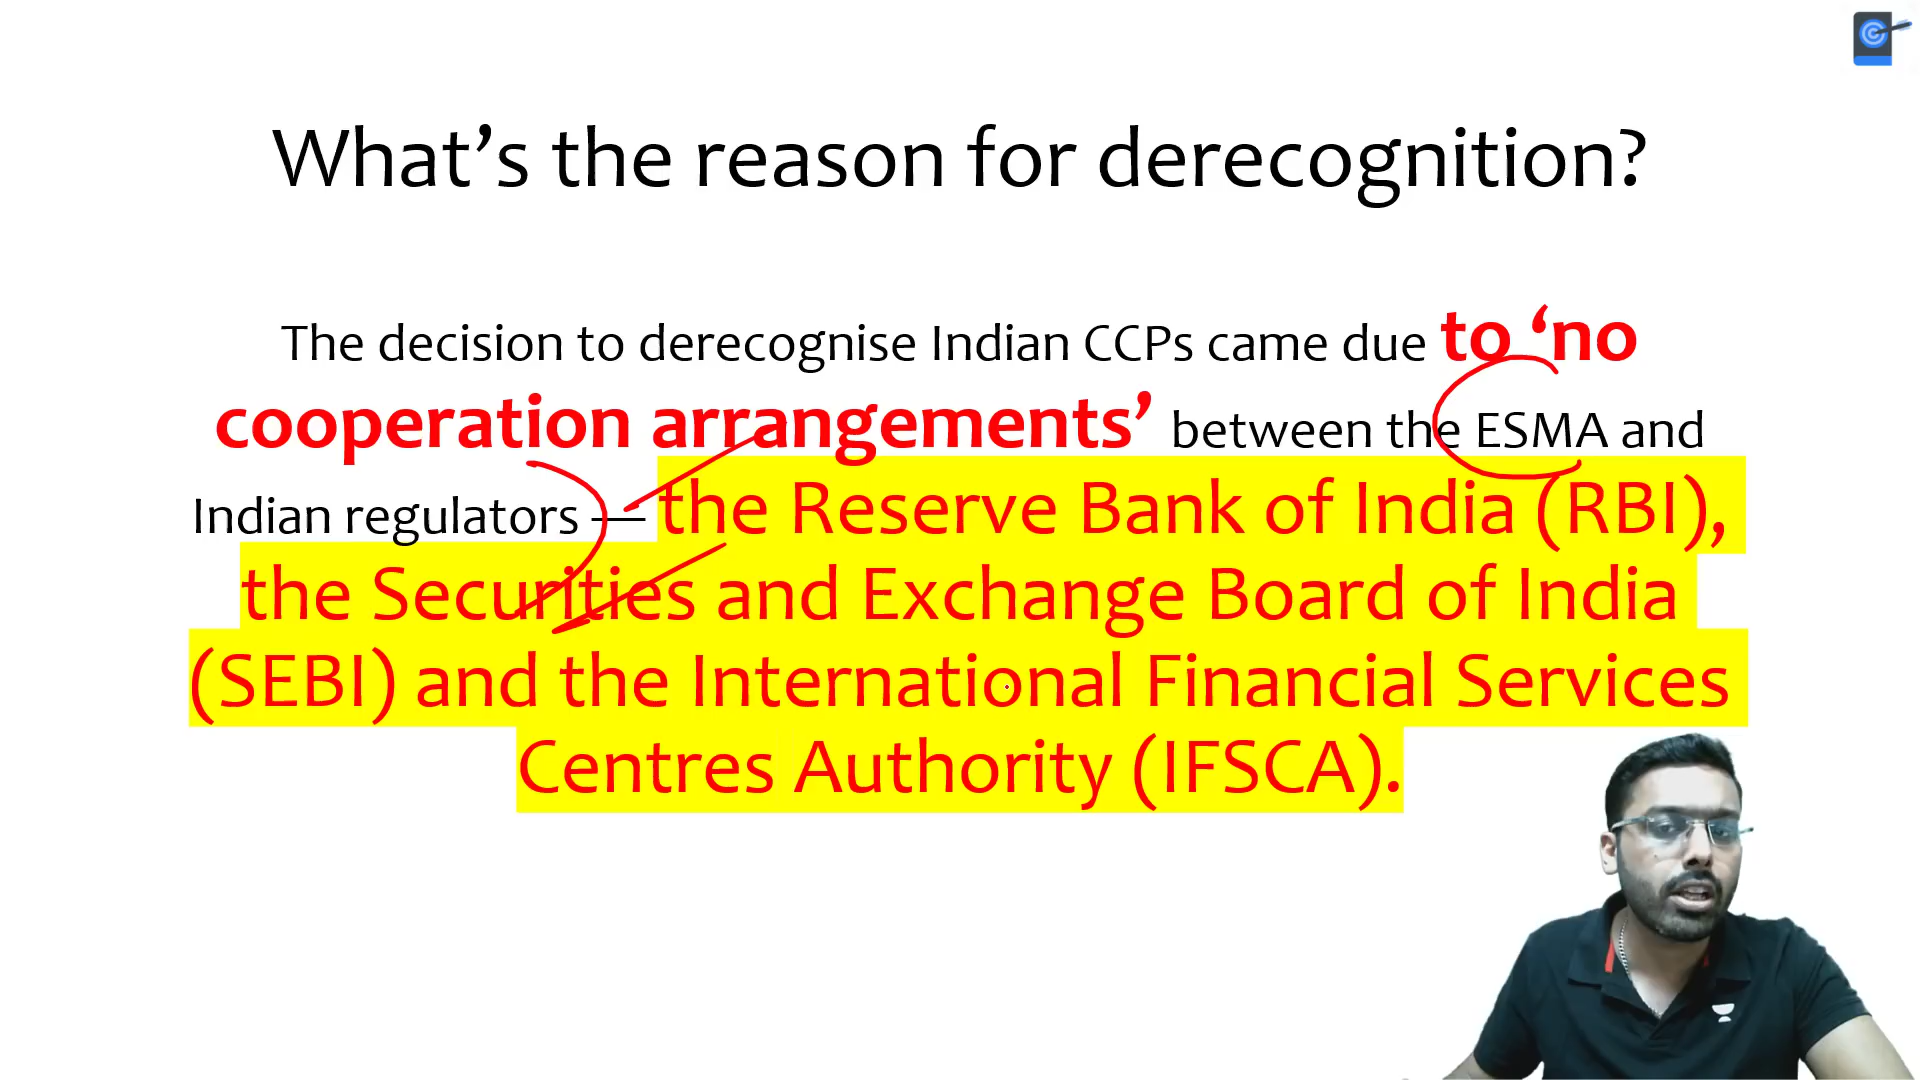 What’s the reason for derecognition?
The decision to derecognise Indian CCPs came due to ‘no
cooperation arrangements’ between the ESMA and
Indian regulators — the Reserve Bank of India (RBI),
the Securities and Exchange Board of India
(SEBI) and the International Financial Services
Centres Authority (IFSCA).